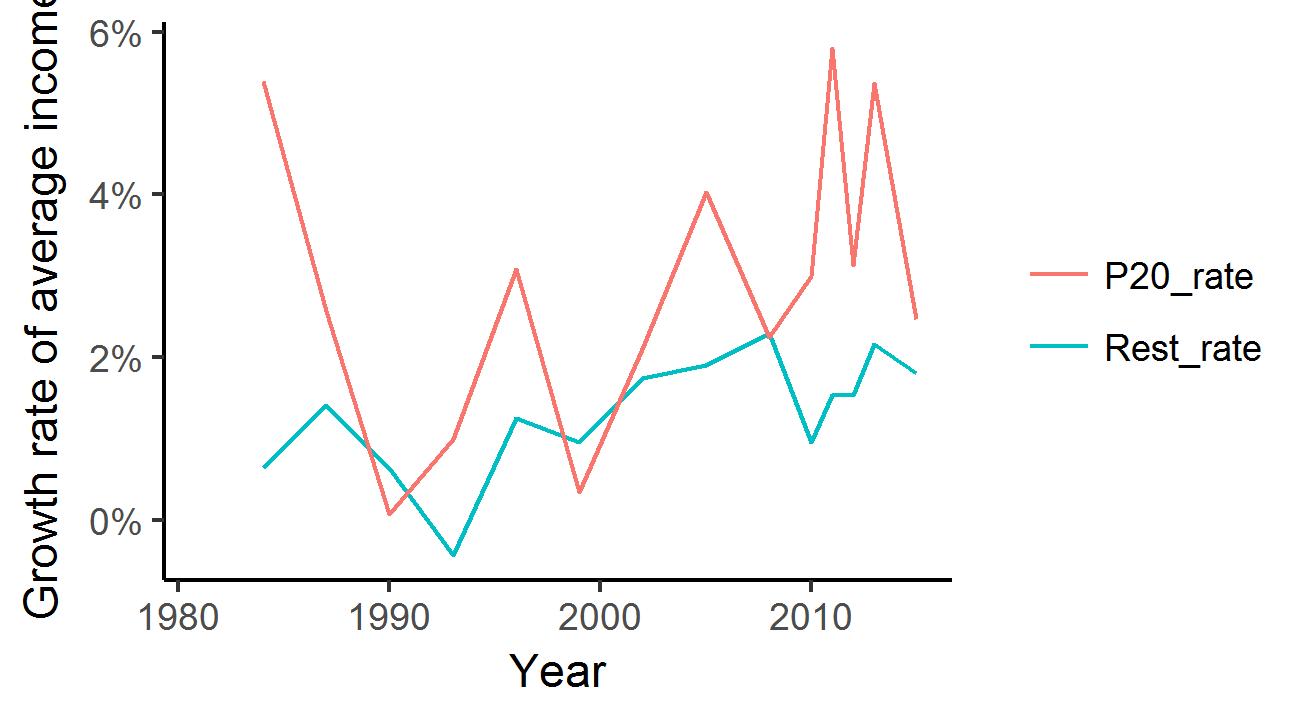 Growth rate of average income
6%
4%
2%
0%
1980 1990 2000 2010
Year
P20_rate
Rest_rate